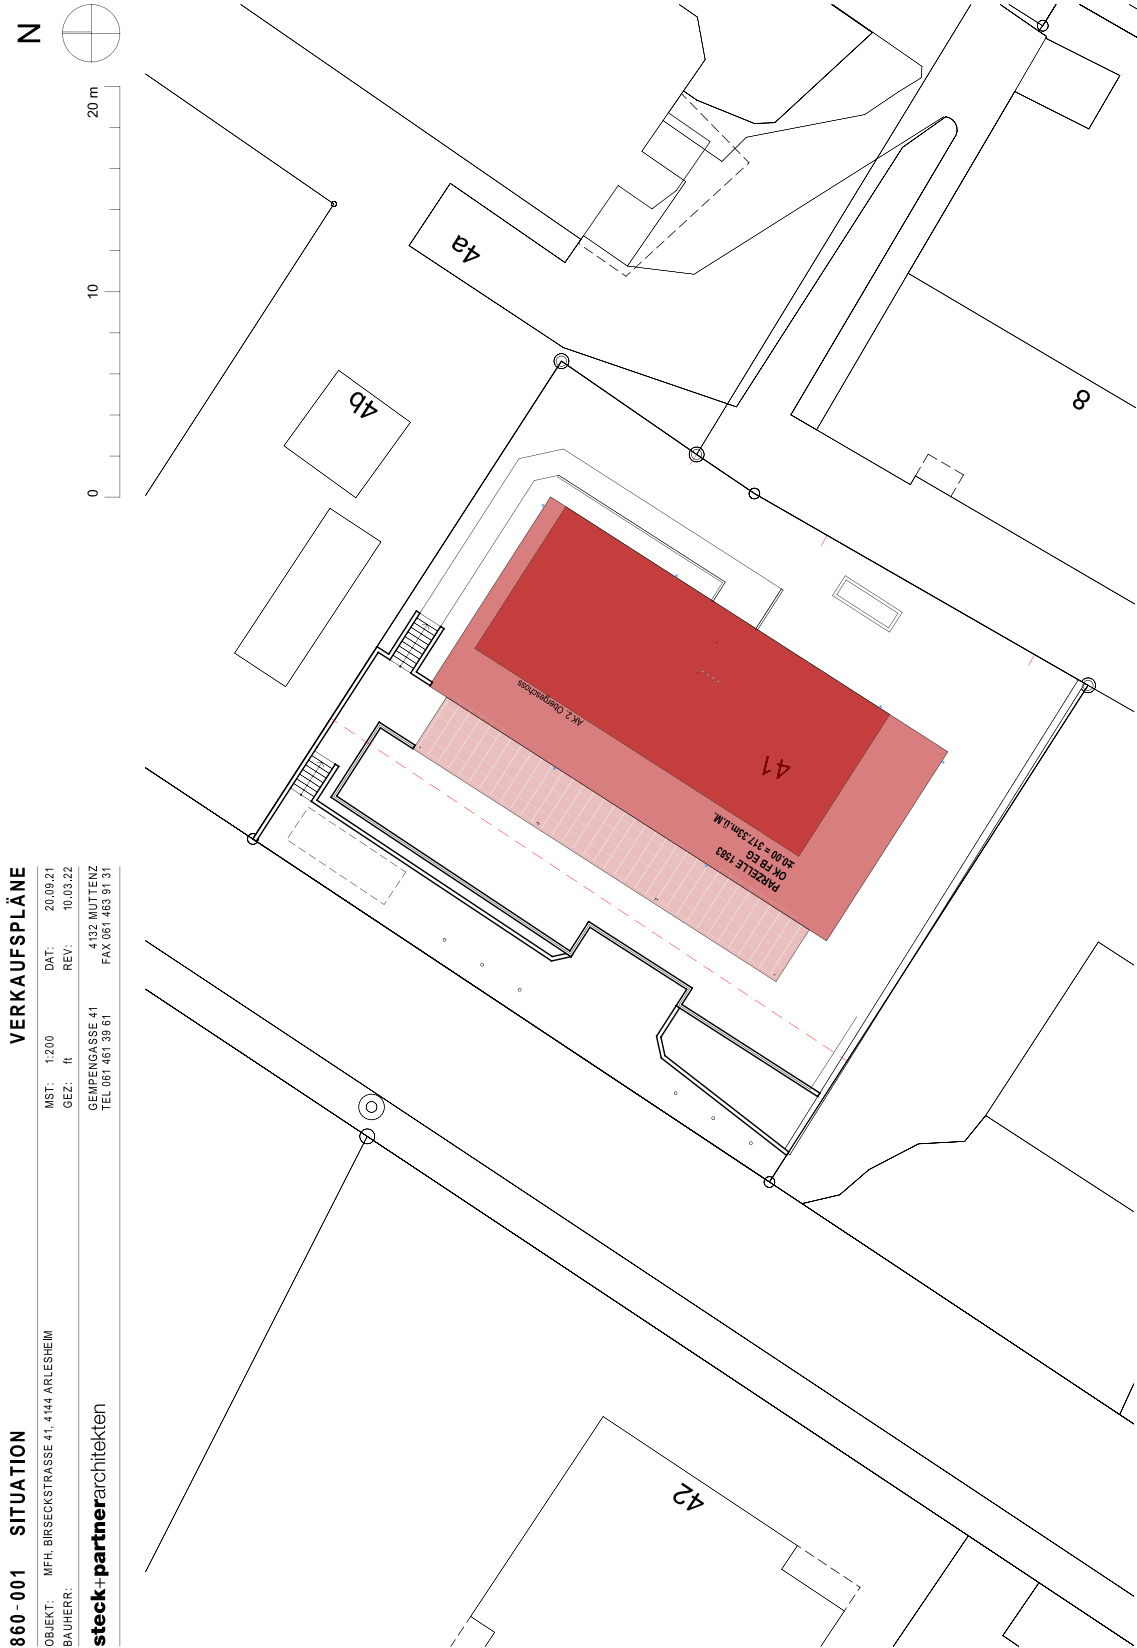 860-001 SITUATION VERKAUFSPLÄNE
OBJEKT: MFH, BIRSECKSTRASSE 41, 4144 ARLESHEIM MST: 1:200 DAT: 20.09.21
BAUHERR: GEZ: ft REV: 10.03.22
steck+partnerarchitekten
GEMPENGASSE 41 4132 MUTTENZ
TEL 061 461 39 61 FAX 061 463 91 31
0 10 20 m
N
4a
4b
8
AK 2. Obergeschoss
41
PARZELLE 1583
OK FB EG
±0.00 = 317.33m.ü.M.
42